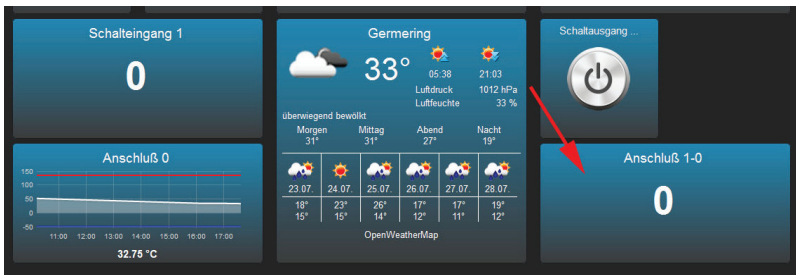 Schalteingang 1
0
Germering
33°
05:38 21:03
Luftdruck 1012 hPa
Luftfeuchte 33 %
überwiegend bewölkt
Morgen Mittag Abend Nacht
31° 31° 27° 19°
23.07. 24.07. 25.07. 26.07. 27.07. 28.07.
18° 23° 26° 17° 17° 19°
15° 15° 14° 12° 11° 12°
OpenWeatherMap
Schaltausgang ...
Anschluß 0
150
100
50
0
-50
11:00 12:00 13:00 14:00 15:00 16:00 17:00
32.75 °C
Anschluß 1-0
0